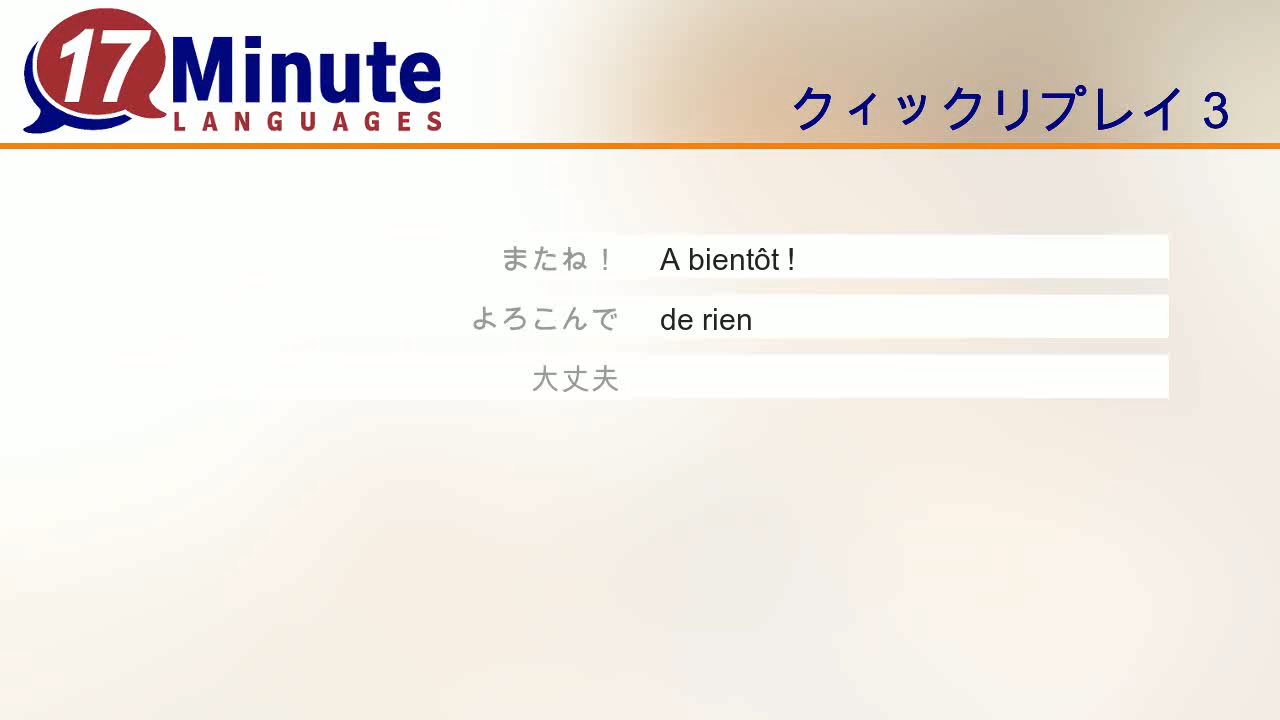 17 Minute
LANGUAGES
クィックリプレイ 3
またね！ A bientôt !
よろこんで de rien
大丈夫